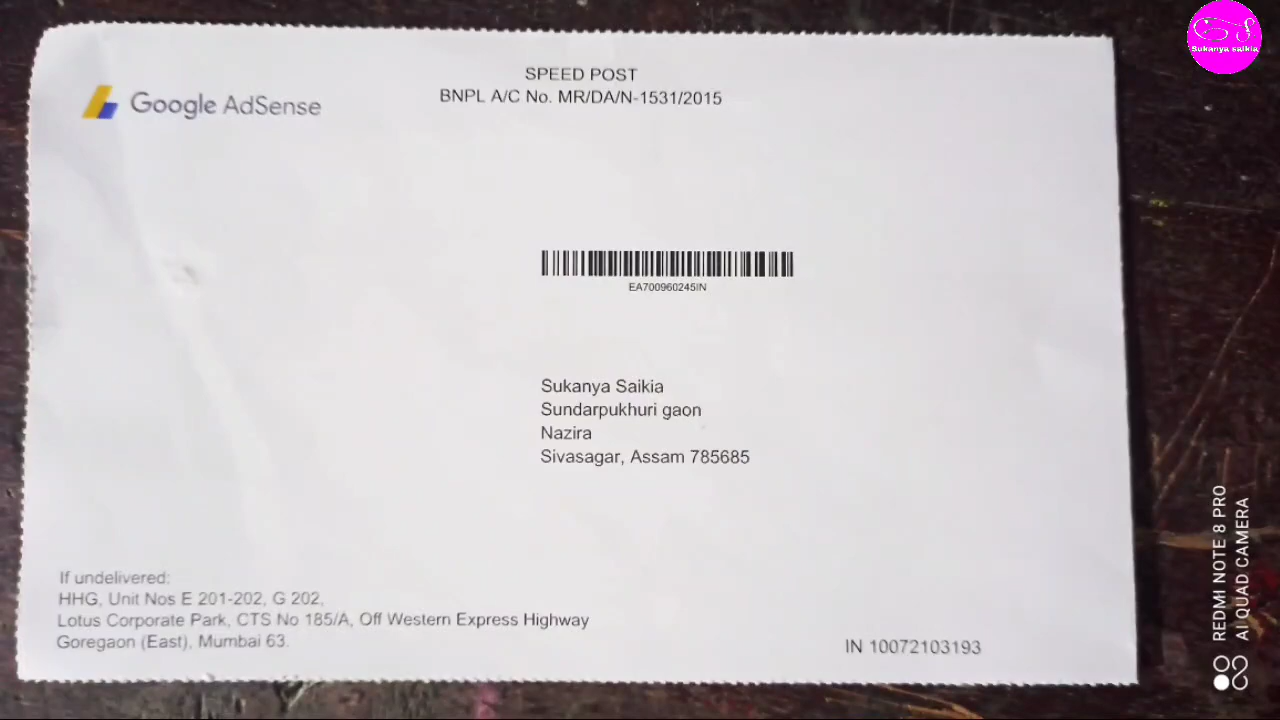 Sukanya saikia
Google AdSense
SPEED POST
BNPL A/C No. MR/DA/N-1531/2015
EA700960245IN
Sukanya Saikia
Sundarpukhuri gaon
Nazira
Sivasagar, Assam 785685
If undelivered:
HHG, Unit Nos E 201-202, G 202,
Lotus Corporate Park, CTS No 185/A, Off Western Express Highway
Goregaon (East), Mumbai 63.
IN 10072103193
REDMI NOTE 8 PRO
AI QUAD CAMERA